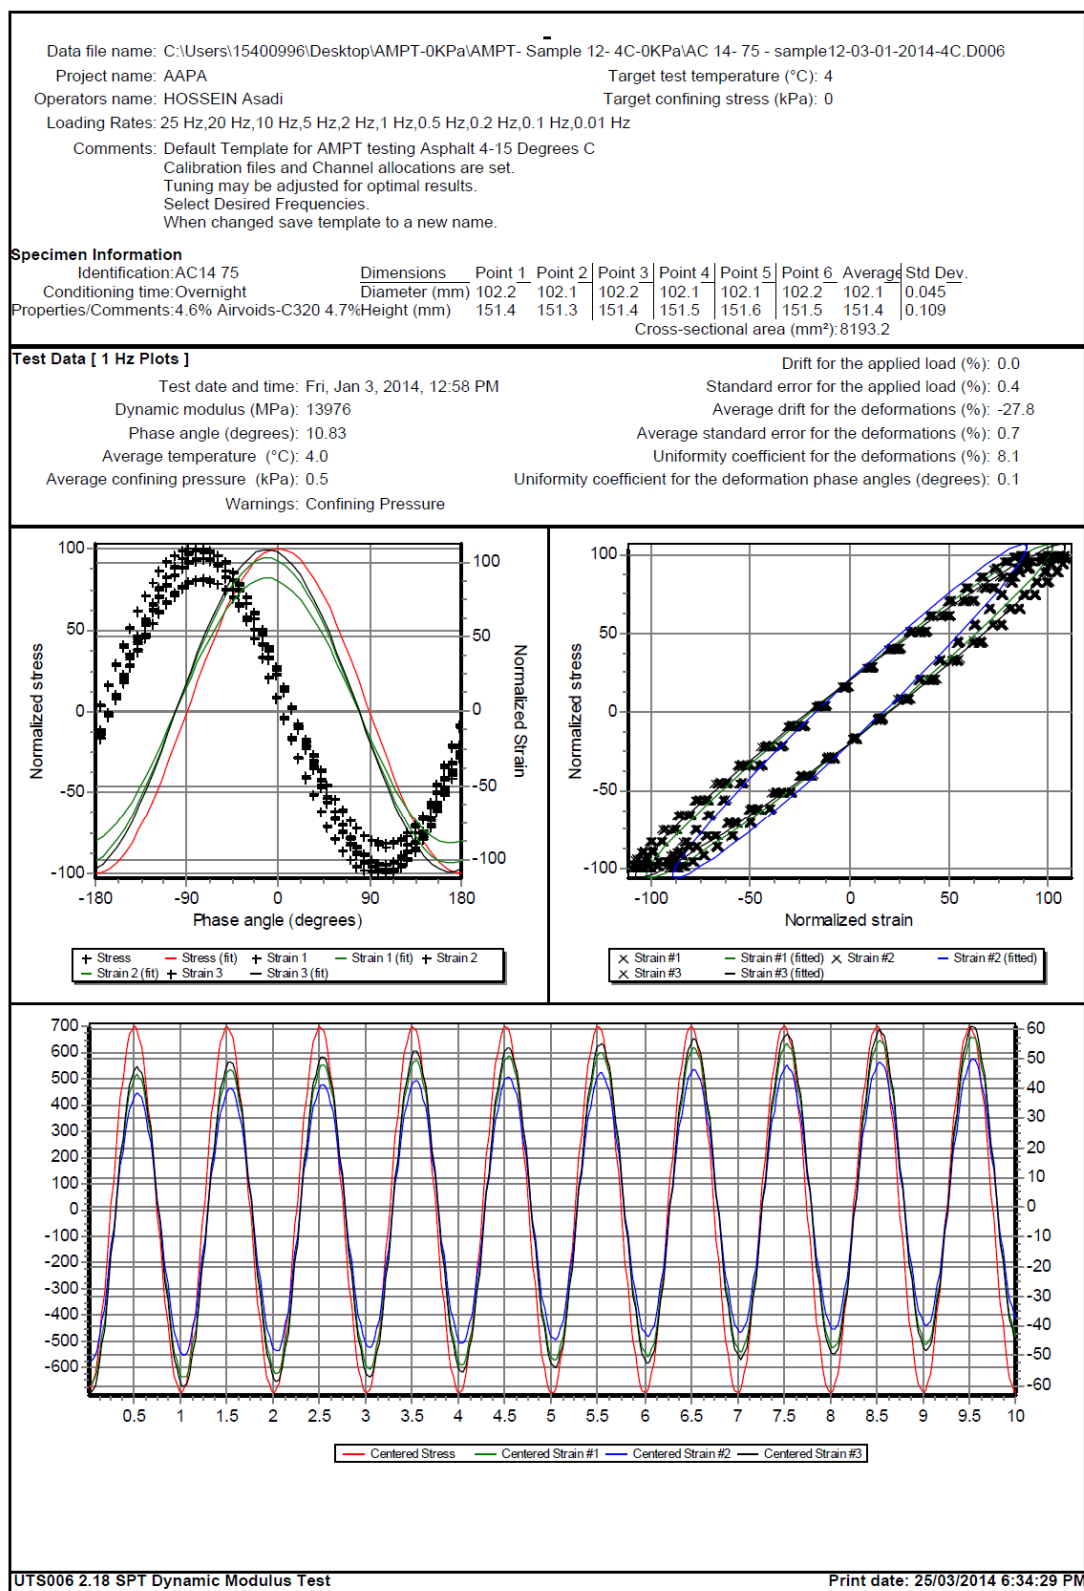 Data file name: C:\Users\15400996\Desktop\AMPT-0KPa\AMPT- Sample 12- 4C-0KPa\AC 14- 75 - sample12-03-01-2014-4C.D006
Project name: AAPA Target test temperature (°C): 4
Operators name: HOSSEIN Asadi Target confining stress (kPa): 0
Loading Rates: 25 Hz,20 Hz,10 Hz,5 Hz,2 Hz,1 Hz,0.5 Hz,0.2 Hz,0.1 Hz,0.01 Hz
Comments: Default Template for AMPT testing Asphalt 4-15 Degrees C
Calibration files and Channel allocations are set.
Tuning may be adjusted for optimal results.
Select Desired Frequencies.
When changed save template to a new name.
Specimen Information
Identification:AC14 75 Dimensions Point 1 Point 2 Point 3 Point 4 Point 5 Point 6 Average Std Dev.
Conditioning time:Overnight Diameter (mm) 102.2 102.1 102.2 102.1 102.1 102.2 102.1 0.045
Properties/Comments:4.6% Airvoids-C320 4.7% Height (mm) 151.4 151.3 151.4 151.5 151.6 151.5 151.4 0.109
Cross-sectional area (mm²):8193.2
Test Data [ 1 Hz Plots ] Drift for the applied load (%): 0.0
Test date and time: Fri, Jan 3, 2014, 12:58 PM Standard error for the applied load (%): 0.4
Dynamic modulus (MPa): 13976 Average drift for the deformations (%): -27.8
Phase angle (degrees): 10.83 Average standard error for the deformations (%): 0.7
Average temperature (°C): 4.0 Uniformity coefficient for the deformations (%): 8.1
Average confining pressure (kPa): 0.5 Uniformity coefficient for the deformation phase angles (degrees): 0.1
Warnings: Confining Pressure
Normalized stress
100
50
0
-50
-100
100
50
0
-50
-100
Normalized Strain
-180 -90 0 90 180
Phase angle (degrees)
Stress Stress (fit) Strain 1 Strain 1 (fit) Strain 2
Strain 2 (fit) Strain 3 Strain 3 (fit)
Normalized stress
100
50
0
-50
-100
-100 -50 0 50 100
Normalized strain
Strain #1 Strain #1 (fitted) Strain #2 Strain #2 (fitted)
Strain #3 Strain #3 (fitted)
700
600
500
400
300
200
100
0
-100
-200
-300
-400
-500
-600
60
50
40
30
20
10
0
-10
-20
-30
-40
-50
-60
0.5 1 1.5 2 2.5 3 3.5 4 4.5 5 5.5 6 6.5 7 7.5 8 8.5 9 9.5 10
Centered Stress Centered Strain #1 Centered Strain #2 Centered Strain #3
UTS006 2.18 SPT Dynamic Modulus Test Print date: 25/03/2014 6:34:29 PM